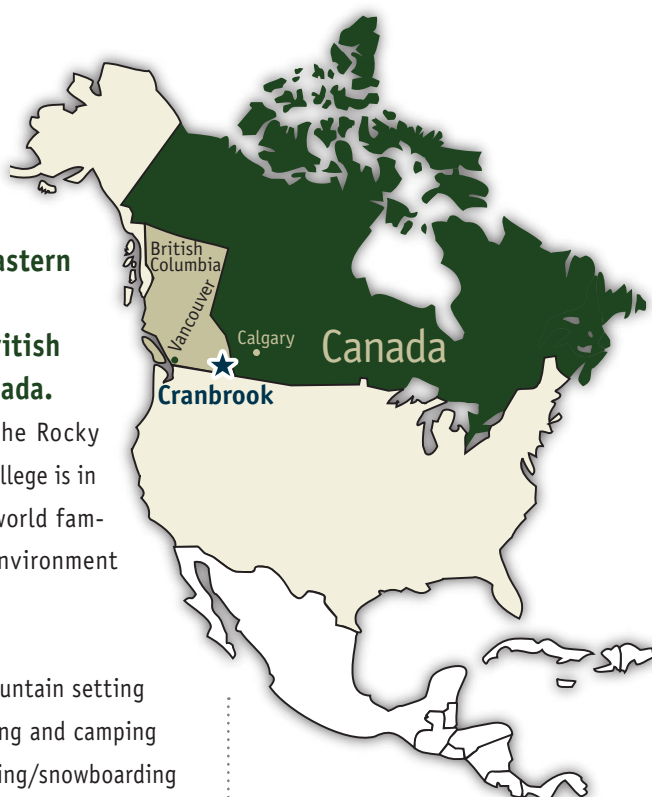 astern
ritish
ada.
he Rocky
llege is in
world fam-
nvironment
untain setting
ng and camping
ing/snowboarding
British
Columbia
Vancouver
Calgary
Canada
Cranbrook